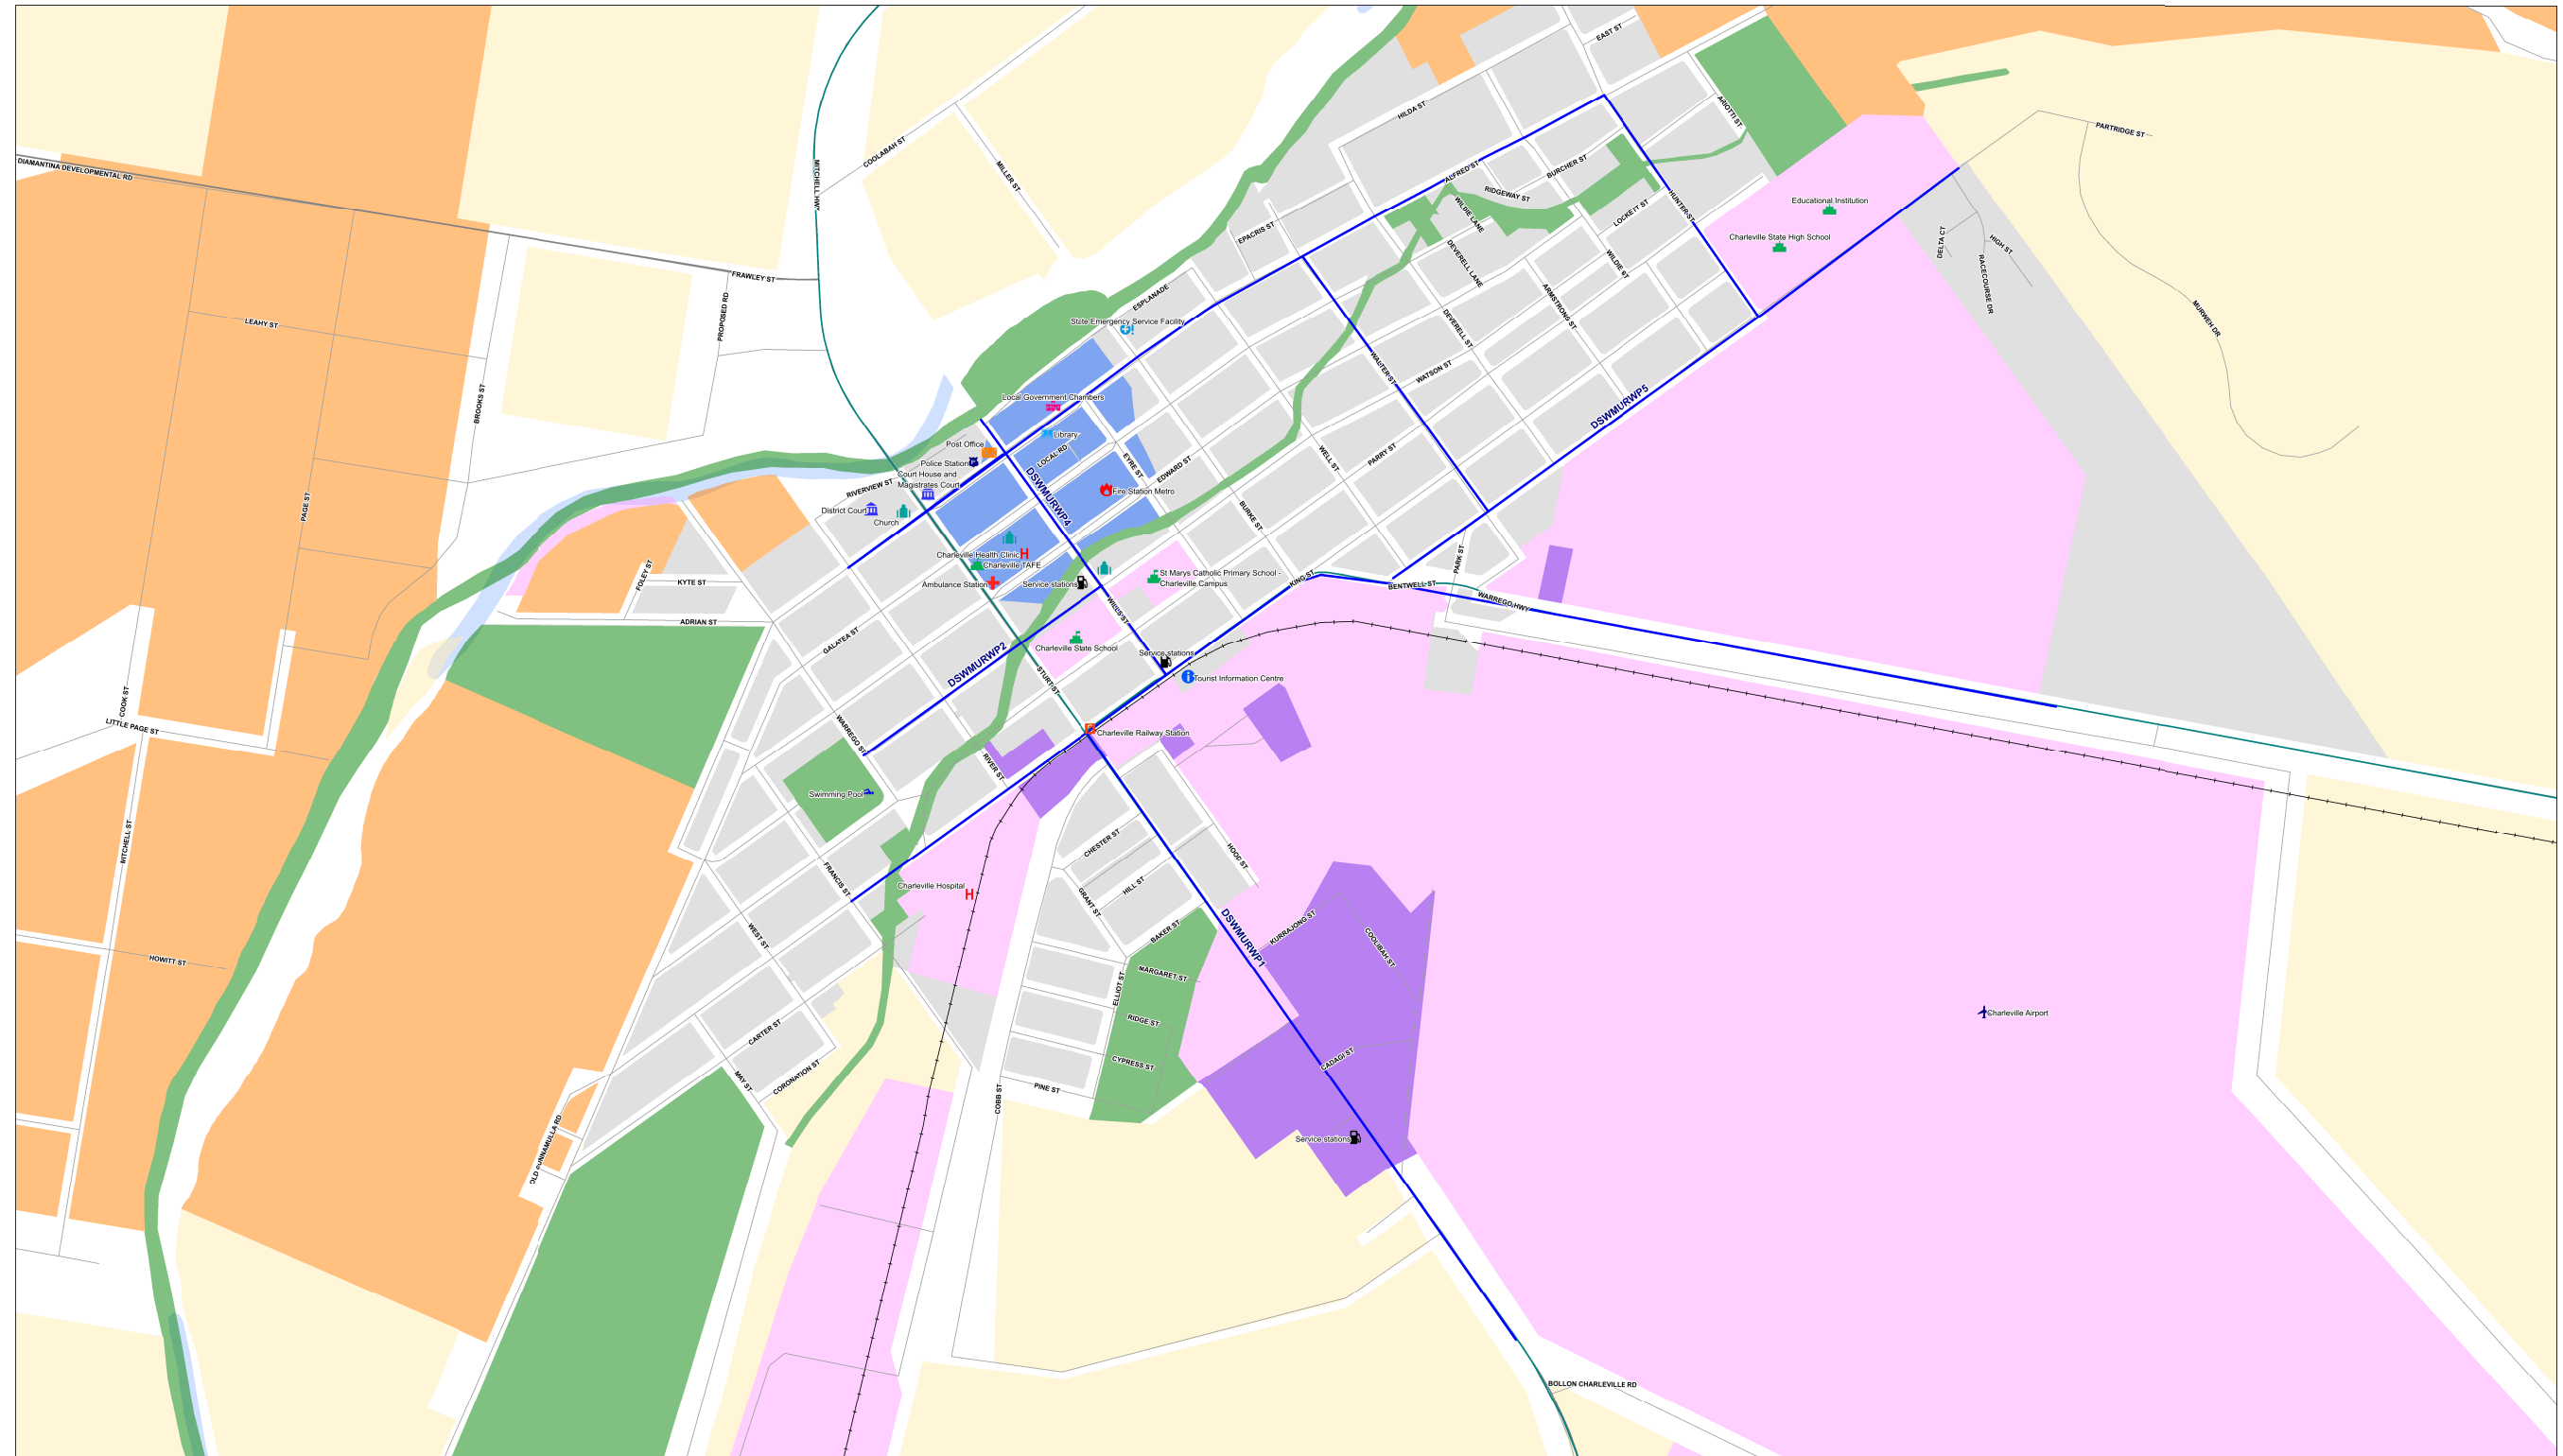 EAST ST
HILDA ST
ARIOTTI ST
PARTRIDGE ST
DIAMANTINA DEVELOPMENTAL RD
MITCHELL HWY
COOLABAH ST
MILLER ST
ALFRED ST
BURCHER ST
RIDGEWAY ST
WILDIE LANE
LOCKETT ST
HUNTER ST
Educational Institution
Charleville State High School
EPACRIS ST
DEVERELL LANE
WILDIE ST
DELTA CT
HIGH ST
RACECOURSE DR
FRAWLEY ST
PROPOSED RD
ESPLANADE
ARMSTRONG ST
MURWEH DR
LEAHY ST
State Emergency Service Facility
DEVERELL ST
WALTER ST
WATSON ST
BROOKS ST
Local Government Chambers
DSWMURWP5
Library
Post Office
LOCAL RD
Police Station
Court House and
Magistrates Court
RIVERVIEW ST
DSWMURWP4
EYRE ST
EDWARD ST
WELL ST
PARRY ST
Fire Station Metro
PAGE ST
District Court
Church
BURKE ST
Charleville Health Clinic
Charleville TAFE
Ambulance Station
Service stations
St Marys Catholic Primary School -
Charleville Campus
KING ST
PARK ST
BENTWELL ST
WARREGO HWY
FOLEY ST
KYTE ST
ADRIAN ST
WILLS ST
GALATEA ST
Charleville State School
DSWMURWP2
Service stations
Tourist Information Centre
STURT ST
COOK ST
LITTLE PAGE ST
WARREGO ST
Charleville Railway Station
RIVER ST
Swimming Pool
MITCHELL ST
CHESTER ST
HOOD ST
FRANCIS ST
Charleville Hospital
HILL ST
GRANT ST
DSWMURWP1
KURRAJONG ST
COOLIBAH ST
WEST ST
BAKER ST
HOWITT ST
MARGARET ST
ELLIOT ST
RIDGE ST
Charleville Airport
CARTER ST
CORONATION ST
MAY ST
CYPRESS ST
CADAGI ST
PINE ST
COBB ST
OLD CUNNAMULLA RD
Service stations
BOLLON CHARLEVILLE RD